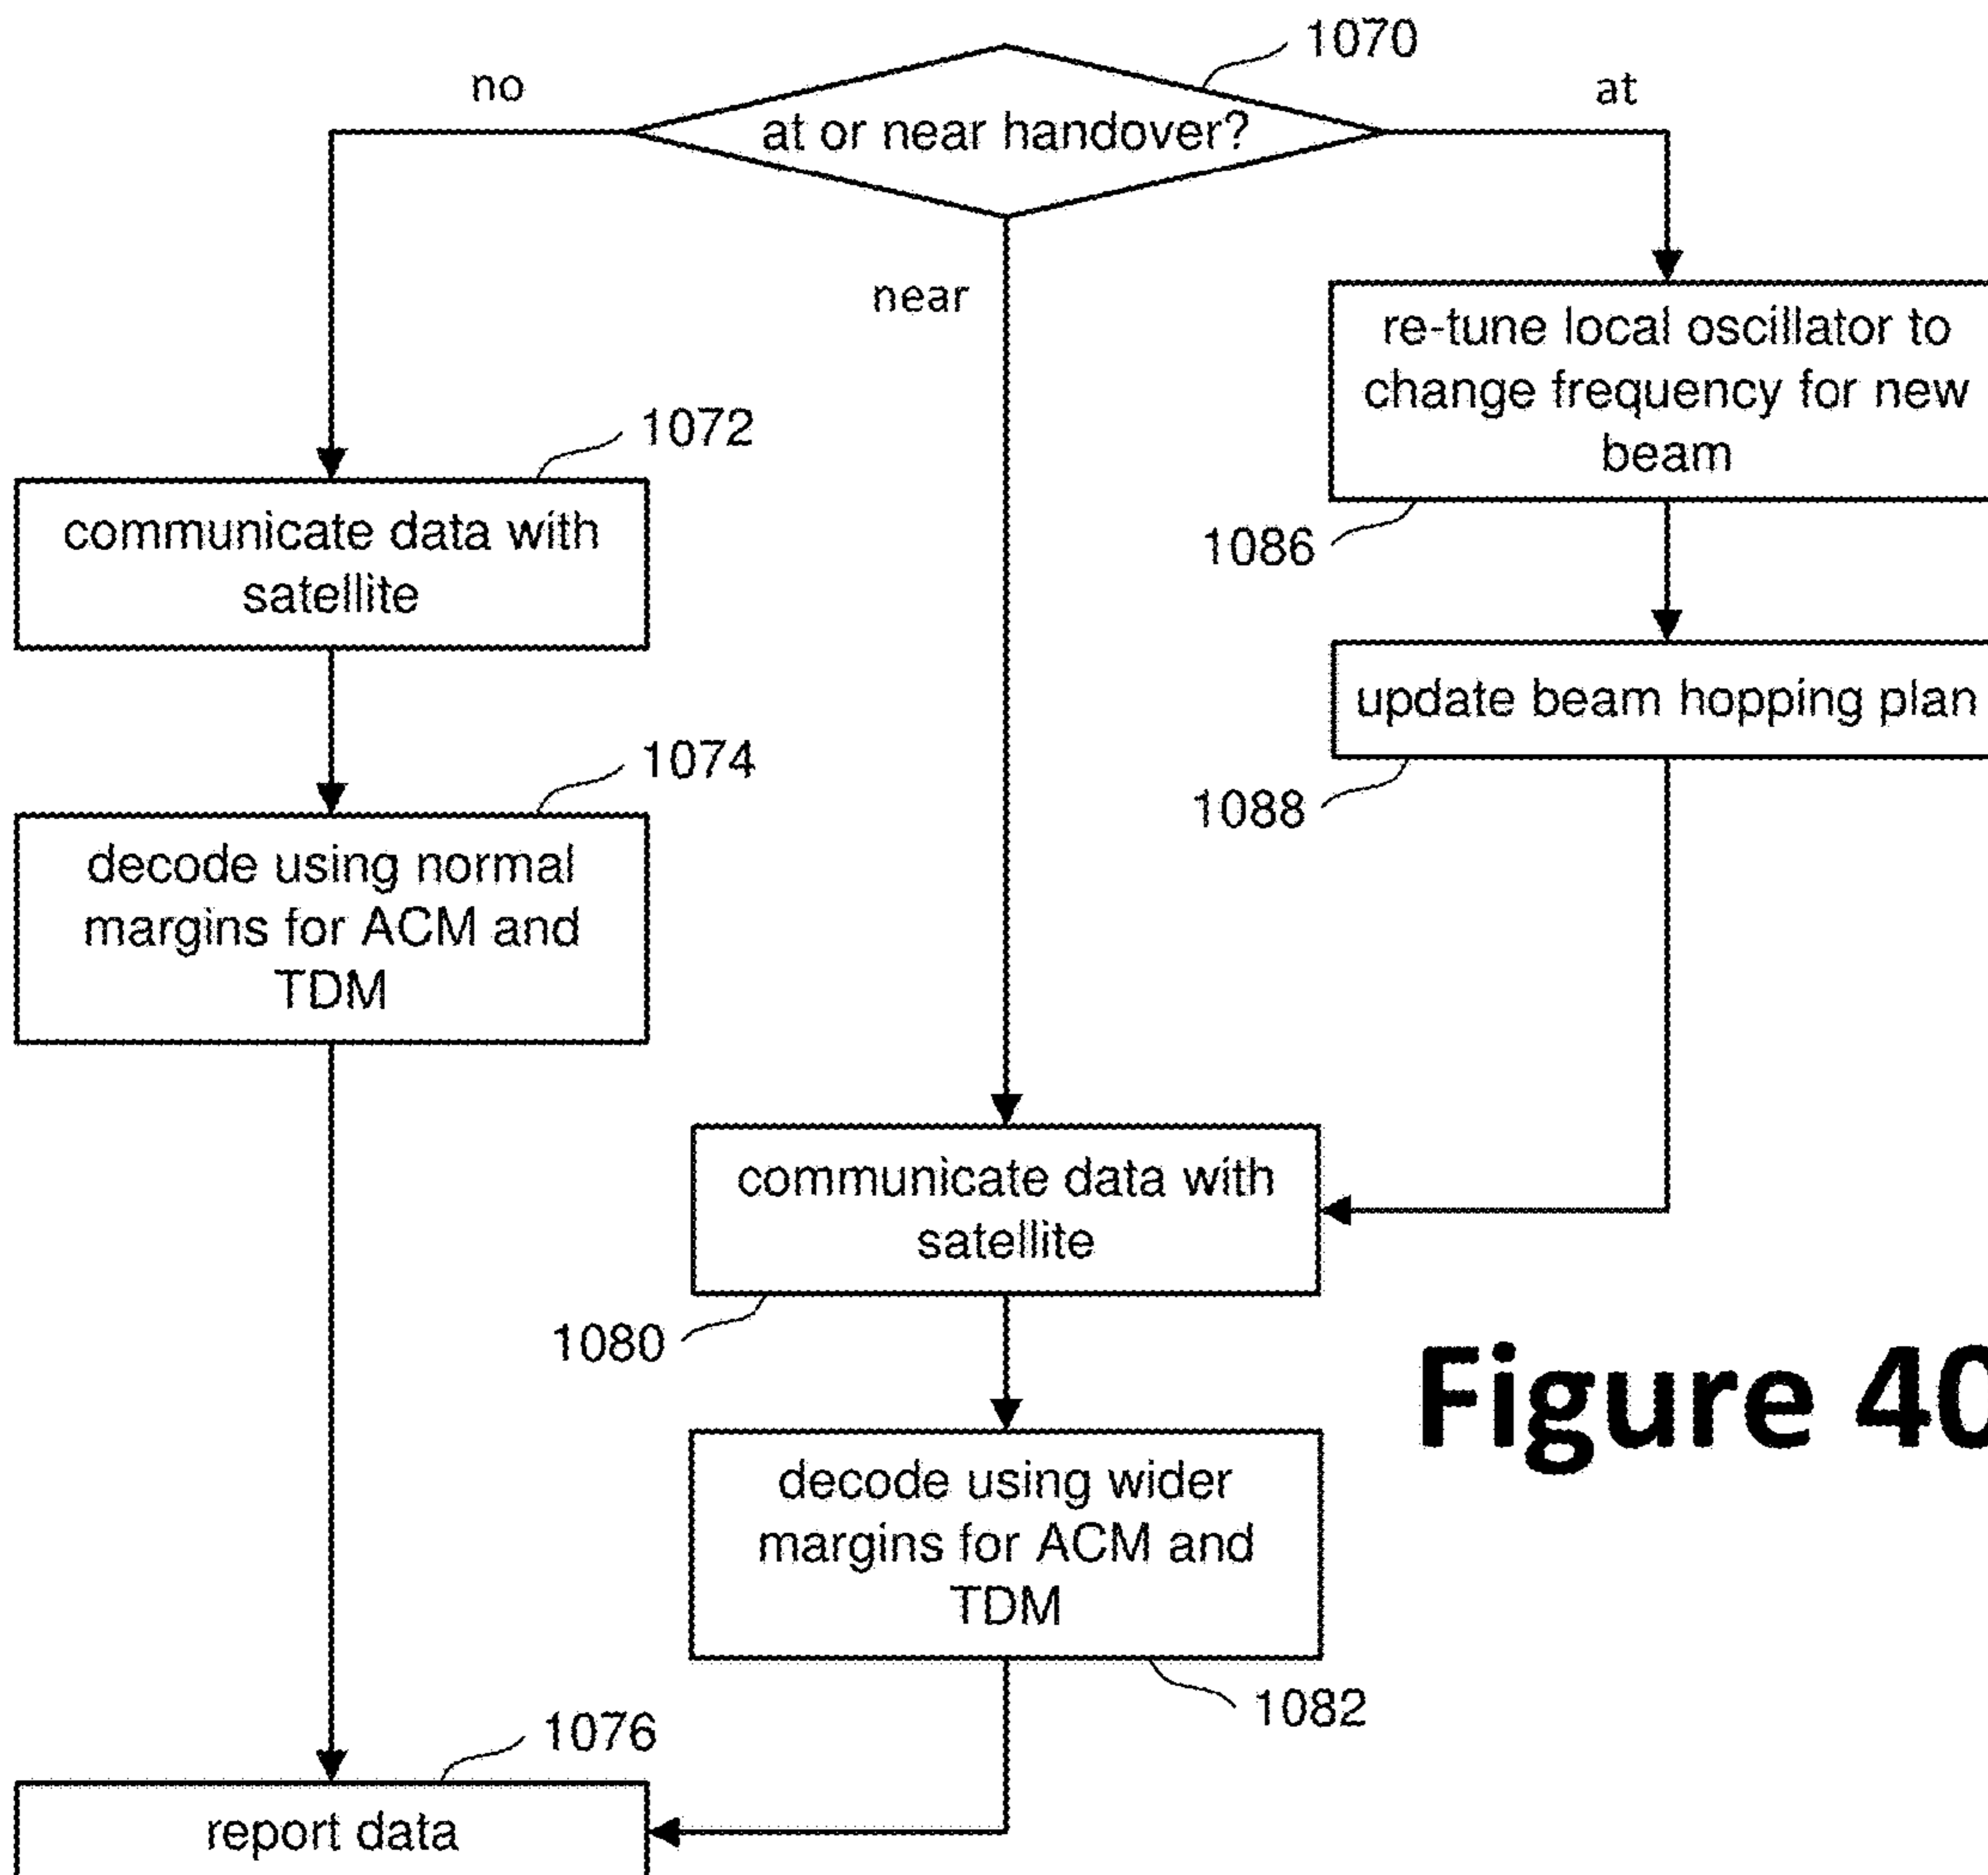 1070
no
at
at or near handover?
near
re-tune local oscillator to
change frequency for new
beam
1086
1072
communicate data with
satellite
update beam hopping plan
1088
1074
decode using normal
margins for ACM and
TDM
communicate data with
satellite
1080
Figure 40
decode using wider
margins for ACM and
TDM
1082
1076
report data